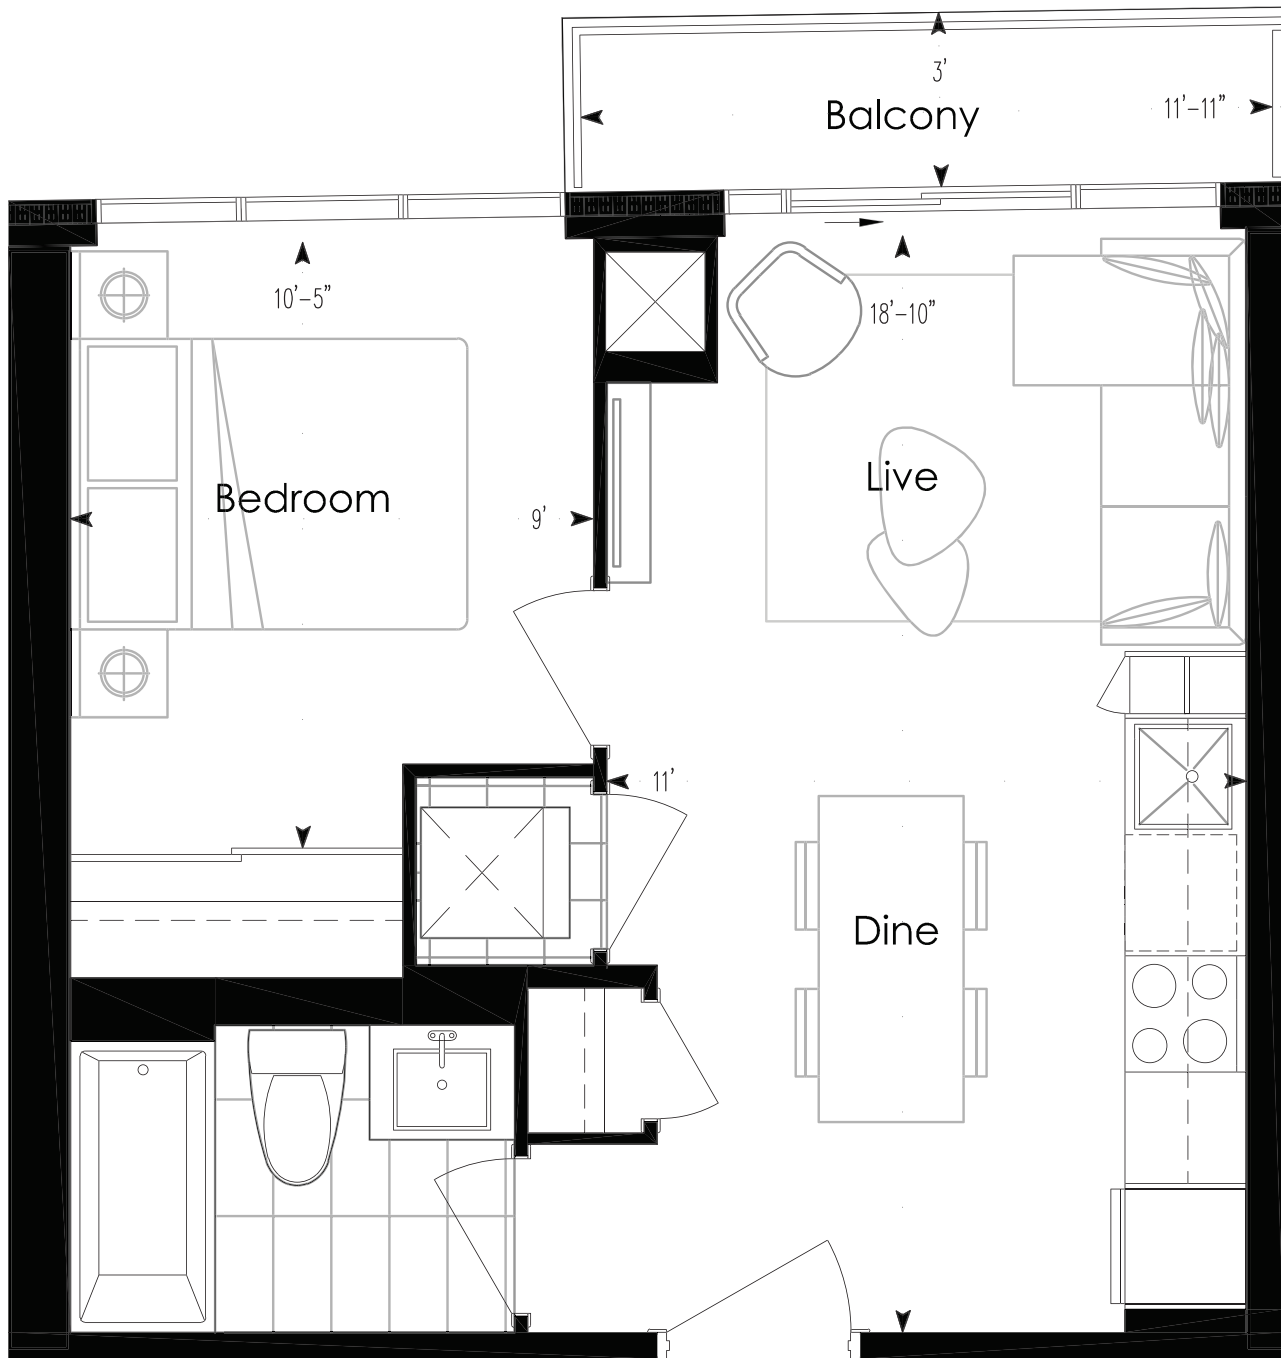 3’
Balcony
11’–11”
10’–5”
18’–10”
Live
Bedroom
9’
11’
Dine